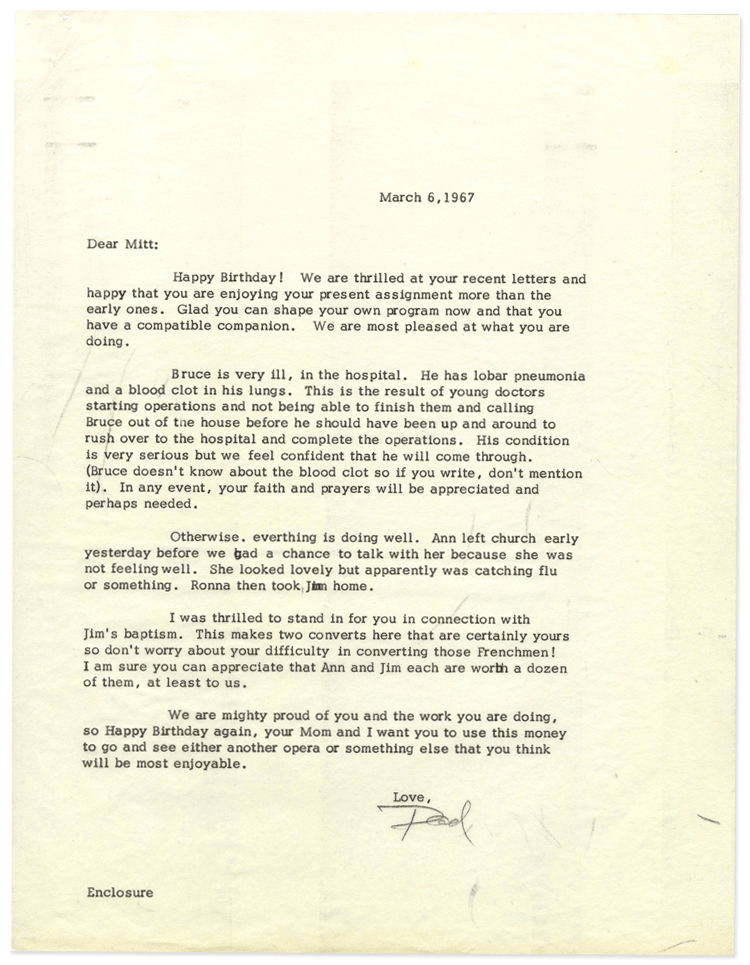 March 6,1967
Dear Mitt:
Happy Birthday! We are thrilled at your recent letters and
happy that you are enjoying your present assignment more than the
early ones. Glad you can shape your own program now and that you
have a compatible companion. We are most pleased at what you are
doing.
Bruce is very ill, in the hospital. He has lobar pneumonia
and a blood clot in his lungs. This is the result of young doctors
starting operations and not being able to finish them and calling
Bruce out of the house before he should have been up and around to
rush over to the hospital and complete the operations. His condition
is very serious but we feel confident that he will come through.
(Bruce doesn't know about the blood clot so if you write, don't mention
it). In any event, your faith and prayers will be appreciated and
perhaps needed.
Otherwise. everthing is doing well. Ann left church early
yesterday before we had a chance to talk with her because she was
not feeling well. She looked lovely but apparently was catching flu
or something. Ronna then took Jim home.
I was thrilled to stand in for you in connection with
Jim's baptism. This makes two converts here that are certainly yours
so don't worry about your difficulty in converting those Frenchmen!
I am sure you can appreciate that Ann and Jim each are worth a dozen
of them, at least to us.
We are mighty proud of you and the work you are doing,
so Happy Birthday again, your Mom and I want you to use this money
to go and see either another opera or something else that you think
will be most enjoyable.
Love,
Dad
Enclosure